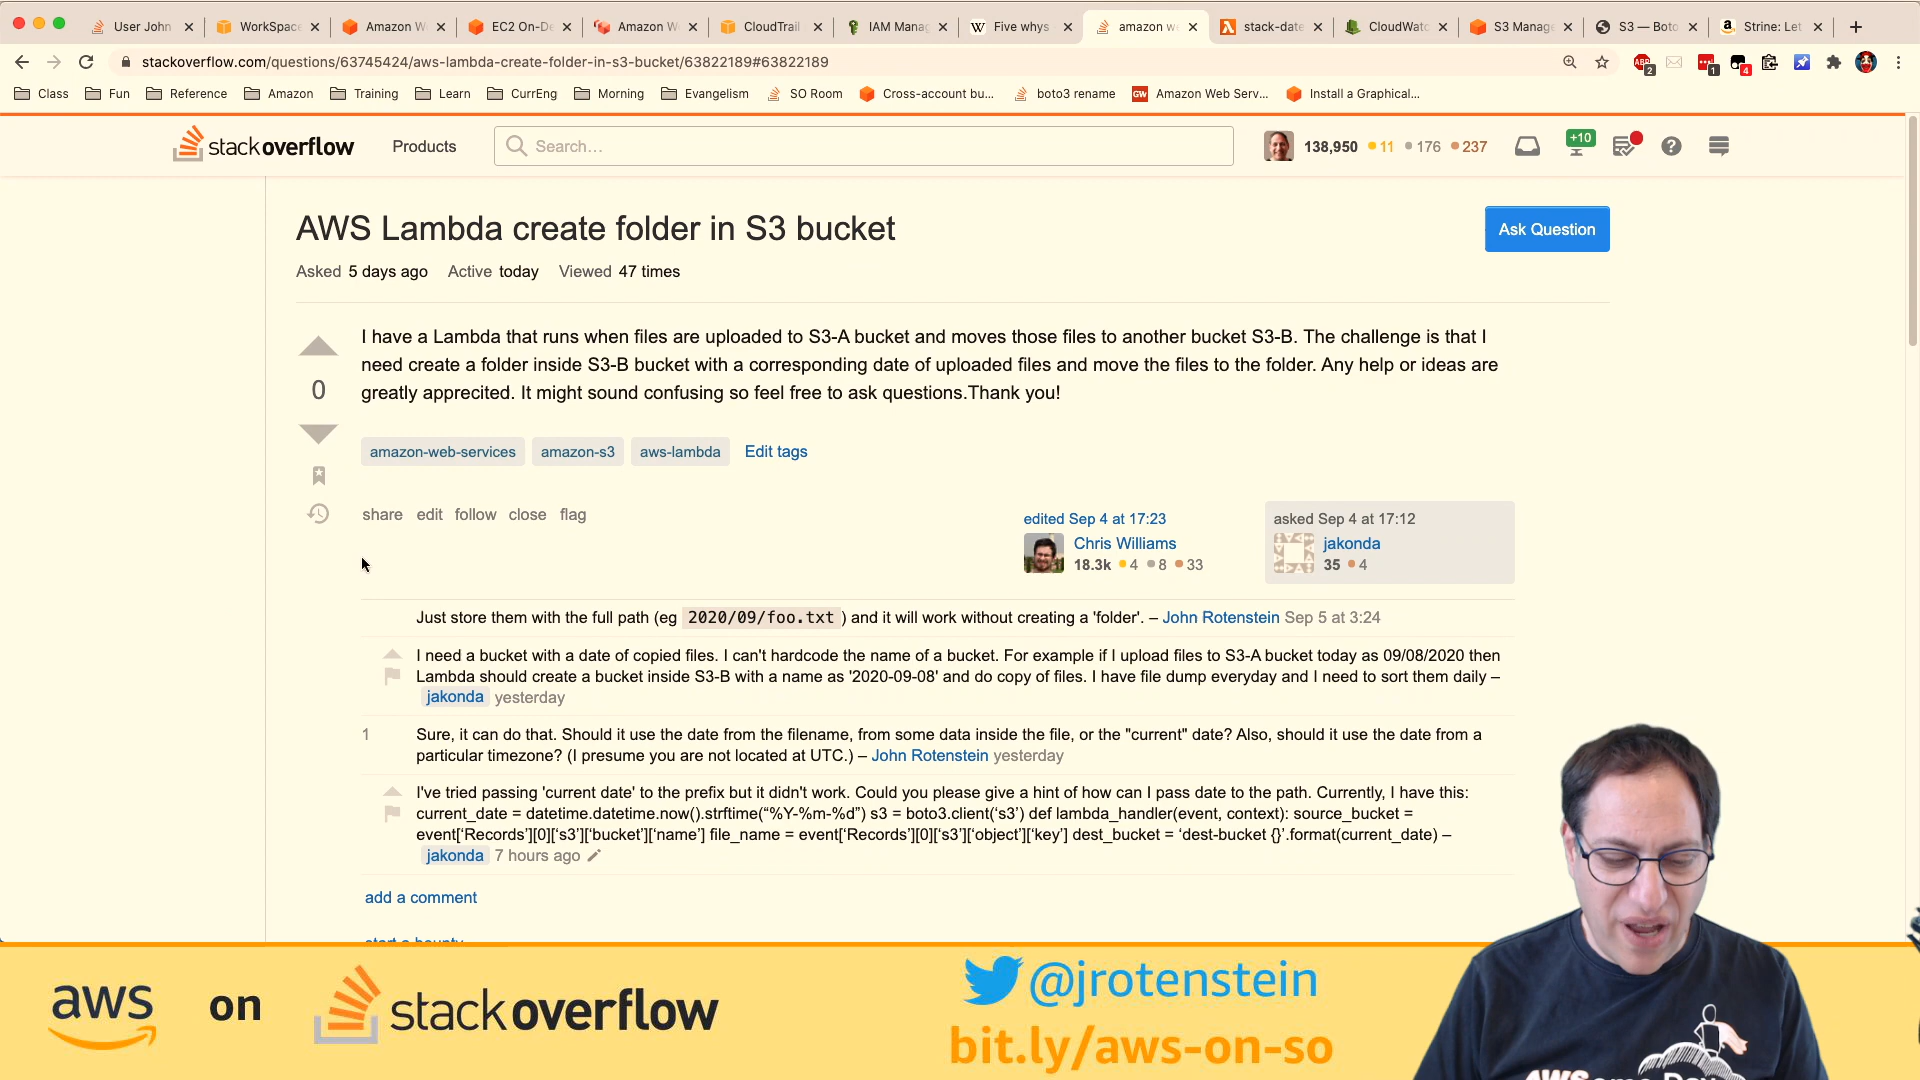 User John
WorkSpace
Amazon W
EC2 On-De
Amazon W
CloudTrail
IAM Manag
Five whys
amazon w
stack-date
CloudWatc
S3 Manage
S3 — Boto
Strine: Let
stackoverflow.com/questions/63745424/aws-lambda-create-folder-in-s3-bucket/63822189#63822189
ABP 2
1
4
Class
Fun
Reference
Amazon
Training
Learn
CurrEng
Morning
Evangelism
SO Room
Cross-account bu...
boto3 rename
GW Amazon Web Serv...
Install a Graphical...
stackoverflow
Products
Search...
138,950 11 176 237
+10
AWS Lambda create folder in S3 bucket
Ask Question
Asked 5 days ago Active today Viewed 47 times
I have a Lambda that runs when files are uploaded to S3-A bucket and moves those files to another bucket S3-B. The challenge is that I
need create a folder inside S3-B bucket with a corresponding date of uploaded files and move the files to the folder. Any help or ideas are
greatly apprecited. It might sound confusing so feel free to ask questions.Thank you!
0
amazon-web-services amazon-s3 aws-lambda Edit tags
share edit follow close flag
edited Sep 4 at 17:23
Chris Williams
18.3k 4 8 33
asked Sep 4 at 17:12
jakonda
35 4
Just store them with the full path (eg 2020/09/foo.txt ) and it will work without creating a 'folder'. – John Rotenstein Sep 5 at 3:24
I need a bucket with a date of copied files. I can't hardcode the name of a bucket. For example if I upload files to S3-A bucket today as 09/08/2020 then
Lambda should create a bucket inside S3-B with a name as '2020-09-08' and do copy of files. I have file dump everyday and I need to sort them daily –
jakonda yesterday
1 Sure, it can do that. Should it use the date from the filename, from some data inside the file, or the "current" date? Also, should it use the date from a
particular timezone? (I presume you are not located at UTC.) – John Rotenstein yesterday
I've tried passing 'current date' to the prefix but it didn't work. Could you please give a hint of how can I pass date to the path. Currently, I have this:
current_date = datetime.datetime.now().strftime(“%Y-%m-%d”) s3 = boto3.client(‘s3’) def lambda_handler(event, context): source_bucket =
event[‘Records’][0][‘s3’][‘bucket’][‘name’] file_name = event[‘Records’][0][‘s3’][‘object’][‘key’] dest_bucket = ‘dest-bucket {}’.format(current_date) –
jakonda 7 hours ago
add a comment
start a bounty
aws on stackoverflow
@jrotenstein
bit.ly/aws-on-so